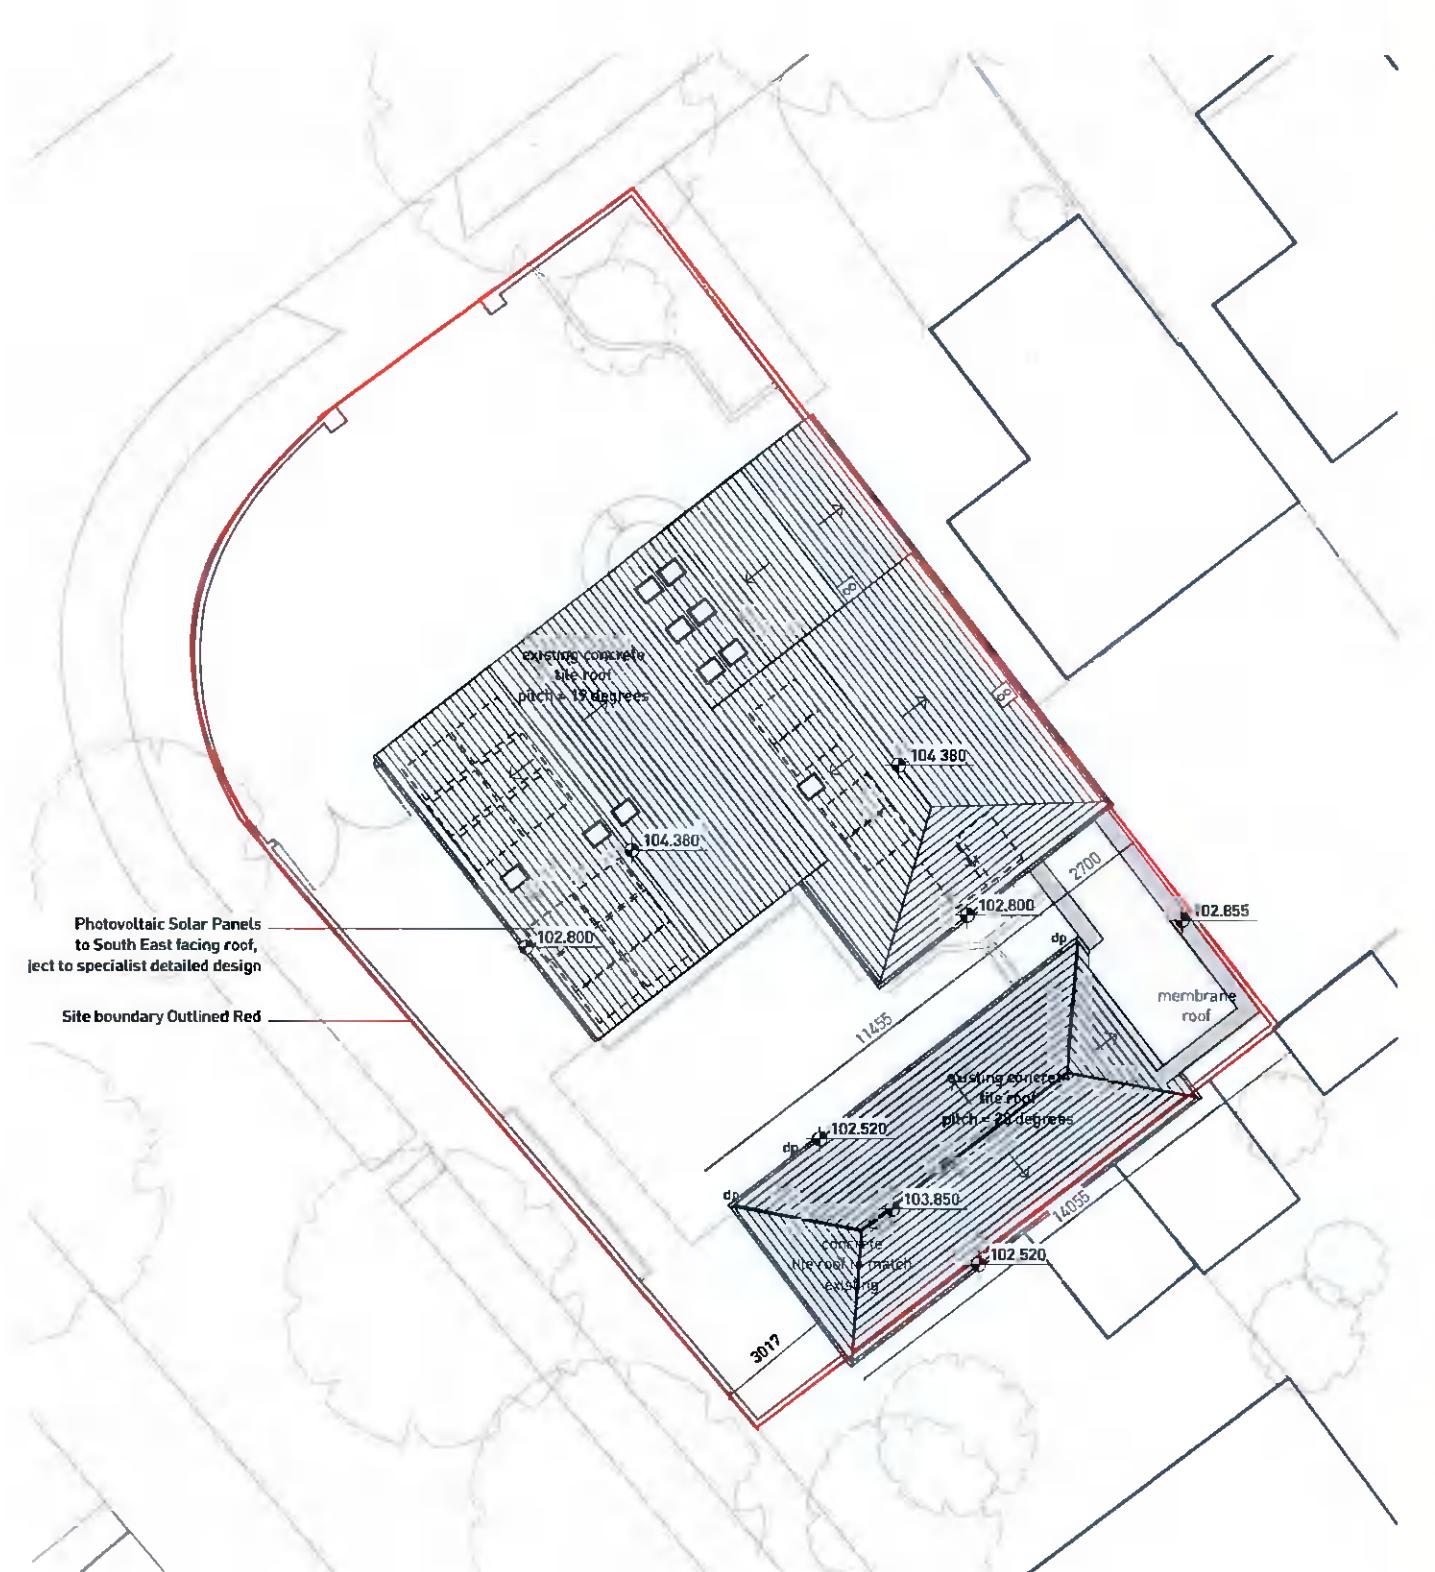 existing concrete
tile roof
pitch = 19 degrees
104.380
104.380
102.800
102.800
2700
102.855
Photovoltaic Solar Panels
to South East facing roof,
ject to specialist detailed design
Site boundary Outlined Red
dp
membrane
roof
11455
existing concrete
tile roof
pitch = 28 degrees
102.520
dp
dp
103.850
14055
concrete
tile roof to match
existing
102.520
3017